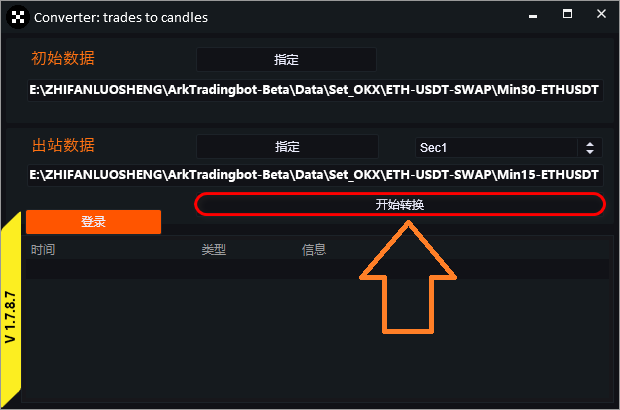 Converter: trades to candles
初始数据
指定
E:\ZHIFANLUOSHENG\ArkTradingbot-Beta\Data\Set_OKX\ETH-USDT-SWAP\Min30-ETHUSDT
出站数据
指定
Sec1
E:\ZHIFANLUOSHENG\ArkTradingbot-Beta\Data\Set_OKX\ETH-USDT-SWAP\Min15-ETHUSDT
开始转换
登录
时间 类型 信息
V 1.7.8.7